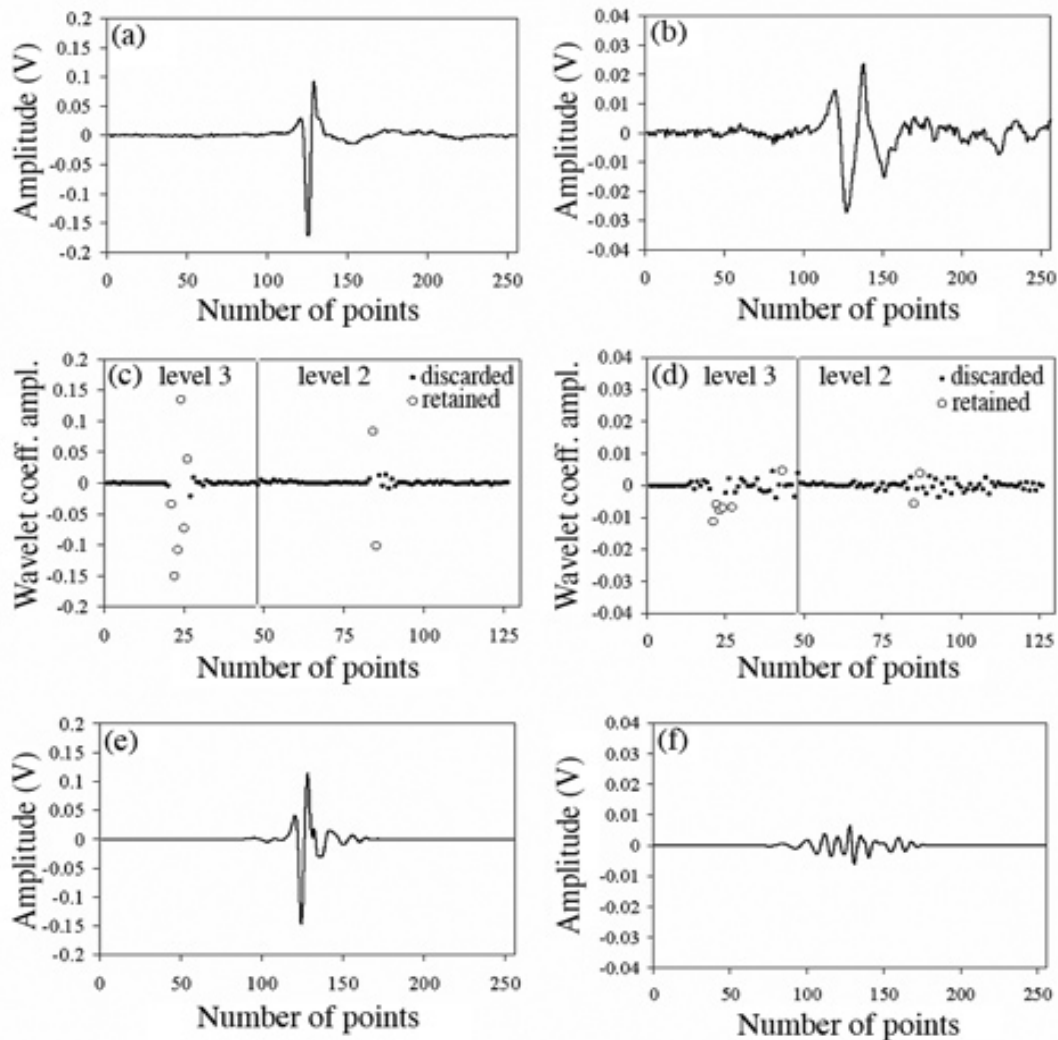 (a)
Amplitude (V)
0.2
0.15
0.1
0.05
0
-0.05
-0.1
-0.15
-0.2
0 50 100 150 200 250
Number of points
(b)
Amplitude (V)
0.04
0.03
0.02
0.01
0
-0.01
-0.02
-0.03
-0.04
0 50 100 150 200 250
Number of points
(c) level 3 level 2
discarded
retained
Wavelet coeff. ampl.
0.2
0.15
0.1
0.05
0
-0.05
-0.1
-0.15
-0.2
0 25 50 75 100 125
Number of points
(d) level 3 level 2
discarded
retained
Wavelet coeff. ampl.
0.04
0.03
0.002
0.01
0
-0.01
-0.002
-0.03
-0.04
0 25 50 75 100 125
Number of points
(e)
Amplitude (V)
0.2
0.15
0.1
0.05
0
-0.05
-0.1
-0.15
-0.2
0 50 100 150 200 250
Number of points
(f)
Amplitude (V)
0.04
0.03
0.02
0.01
0
-0.01
-0.02
-0.03
-0.04
0 50 100 150 200 250
Number of points